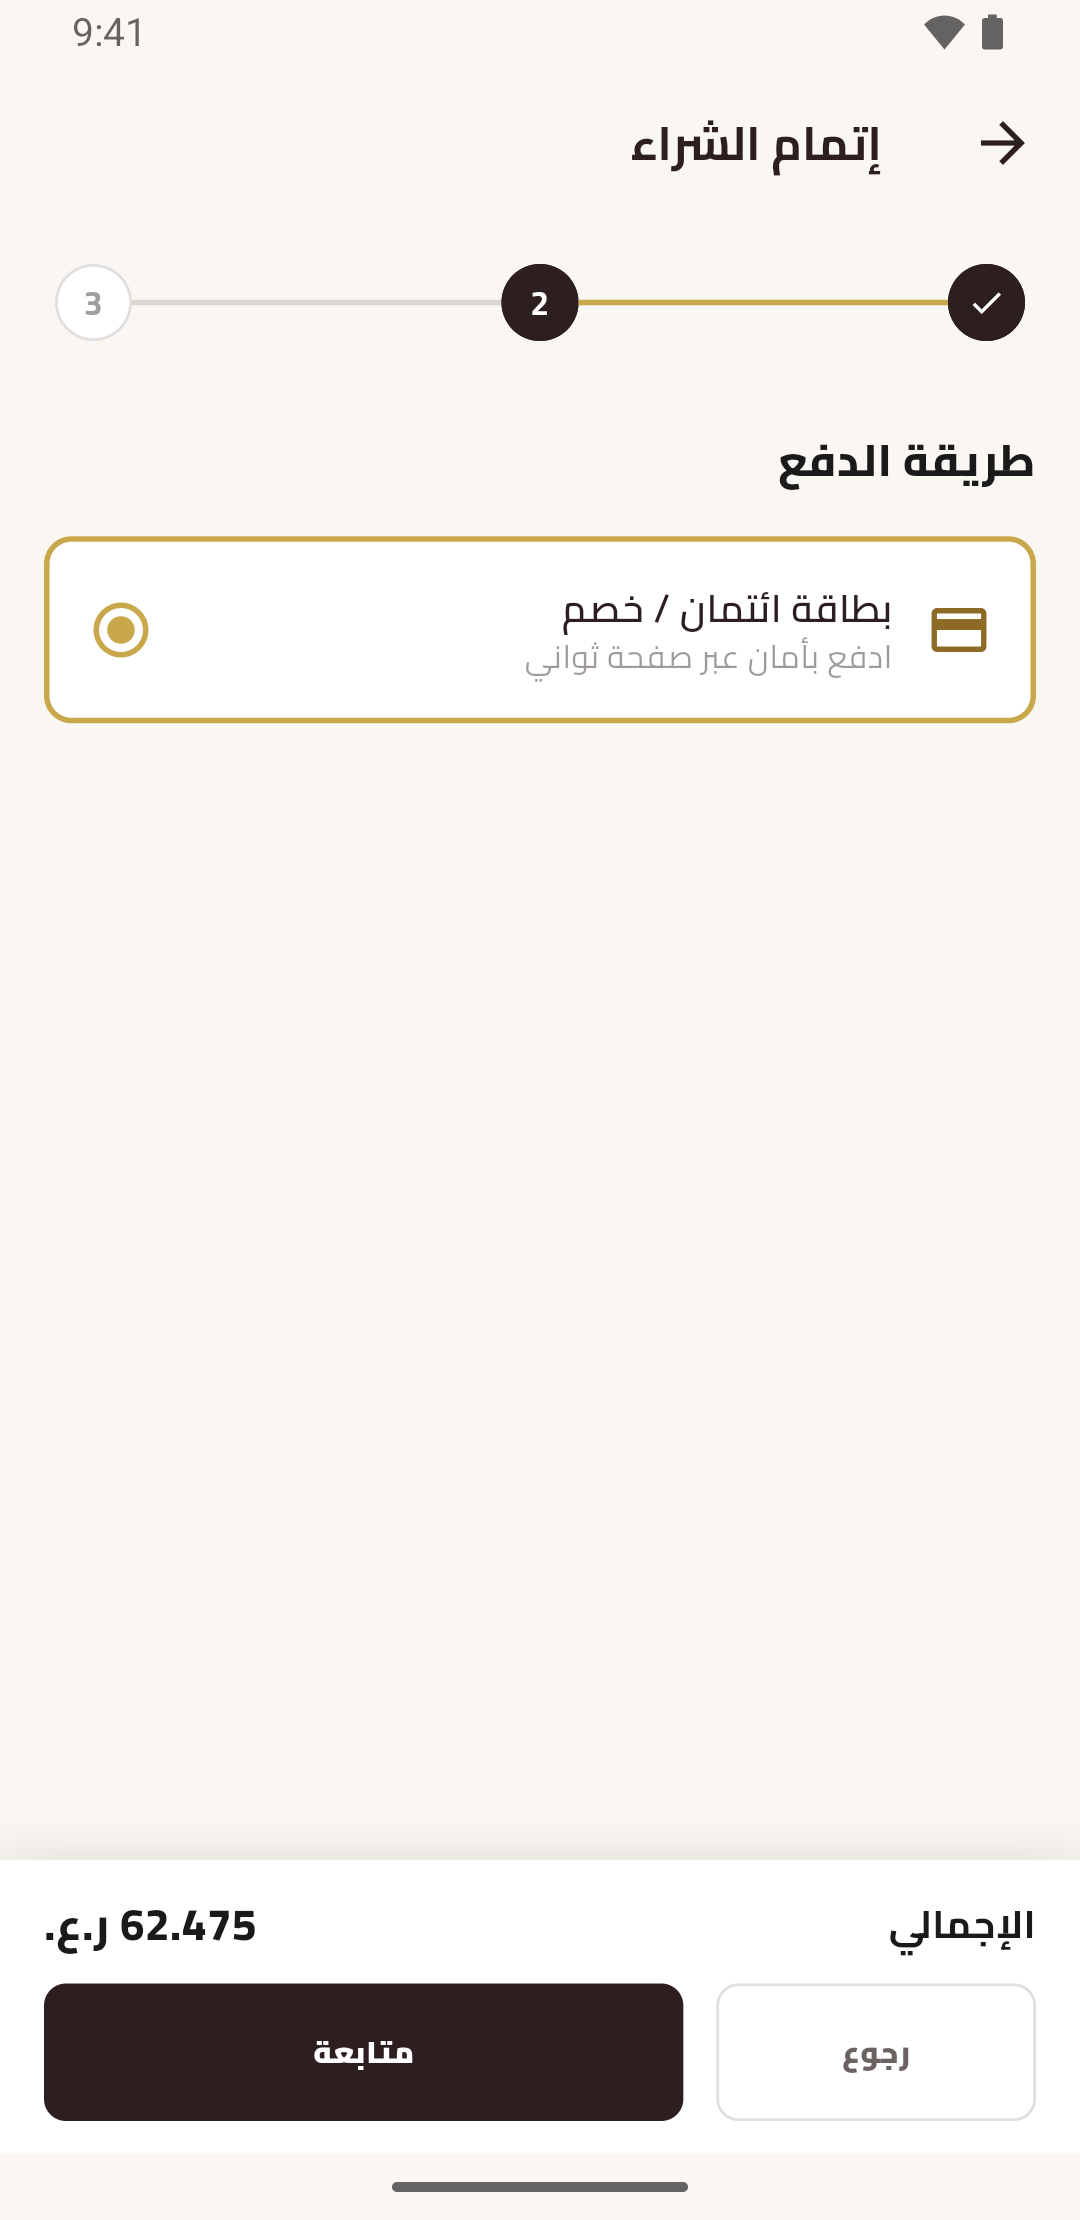 9:41
إتمام الشراء
2
3
طريقة الدفع
بطاقة ائتمان / خصم
ادفع بأمان عبر صفحة ثواني
الإجمالي
62.475 ر.ع.
رجوع
متابعة